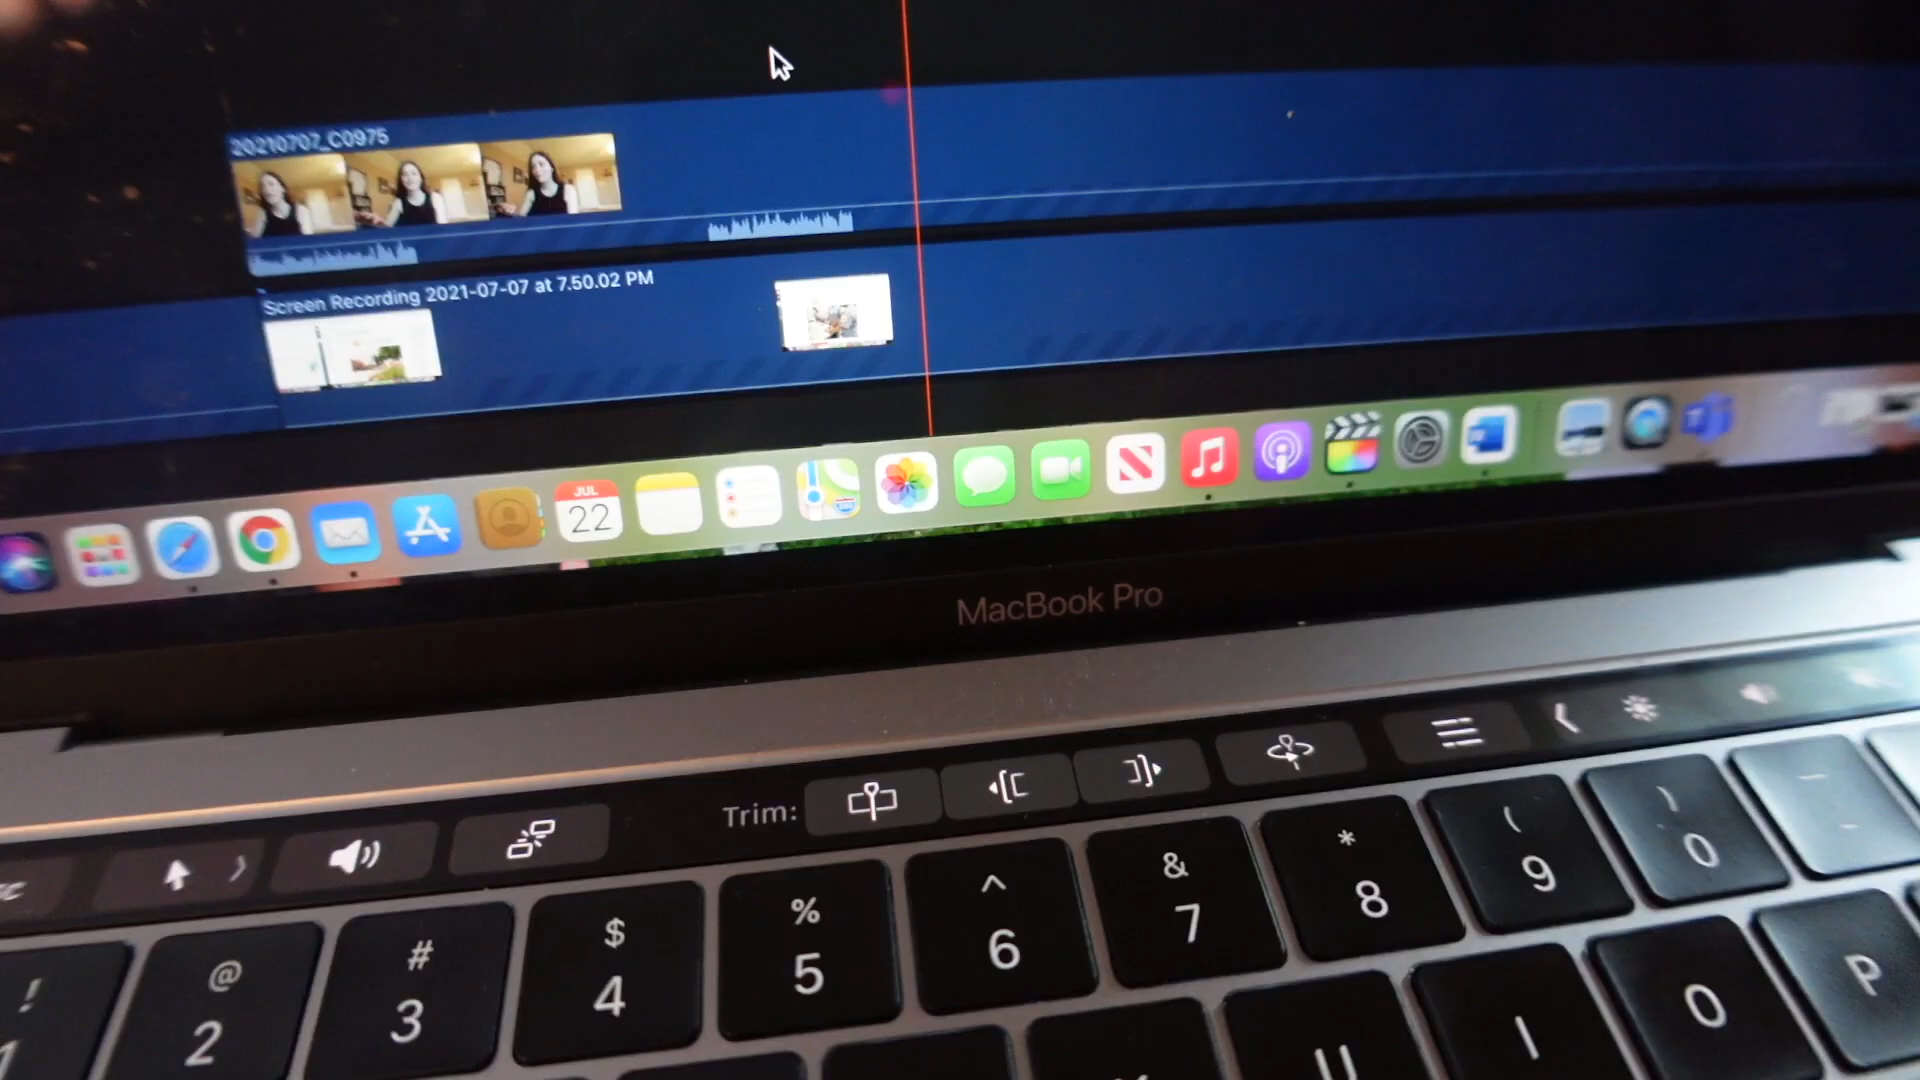 20210707_C0975
Screen Recording 2021-07-07 at 7.50.02 PM
JUL
22
MacBook Pro
Trim:
! @ # $ % ^ & * ( )
1 2 3 4 5 6 7 8 9 0
U I O P